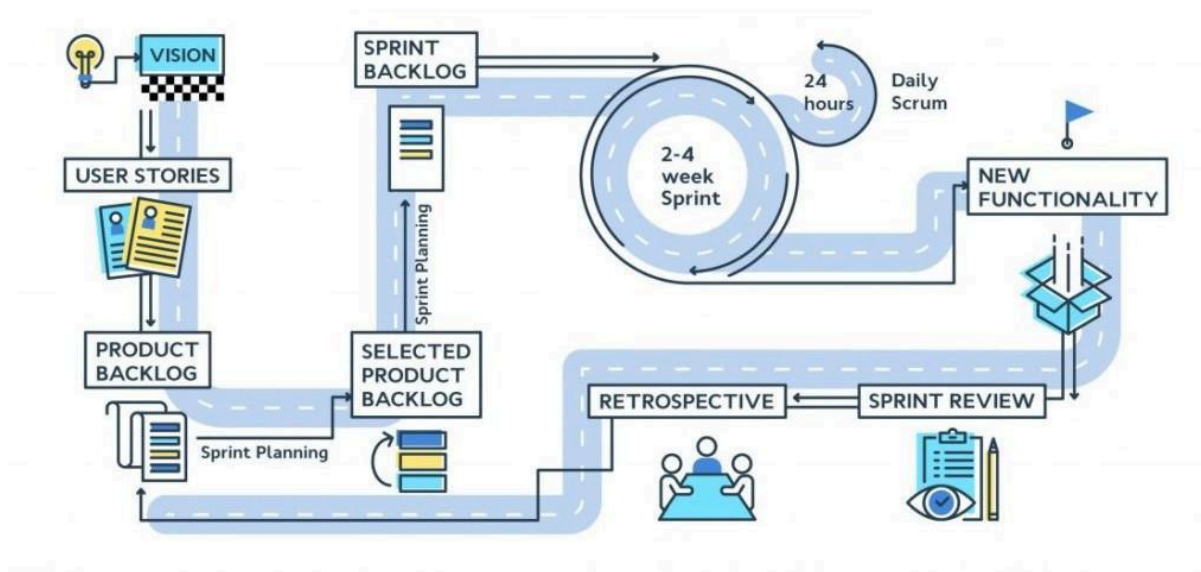 VISION
USER STORIES
PRODUCT
BACKLOG
Sprint Planning
SELECTED
PRODUCT
BACKLOG
Sprint Planning
SPRINT
BACKLOG
2-4
week
Sprint
24
hours
Daily
Scrum
NEW
FUNCTIONALITY
SPRINT REVIEW
RETROSPECTIVE